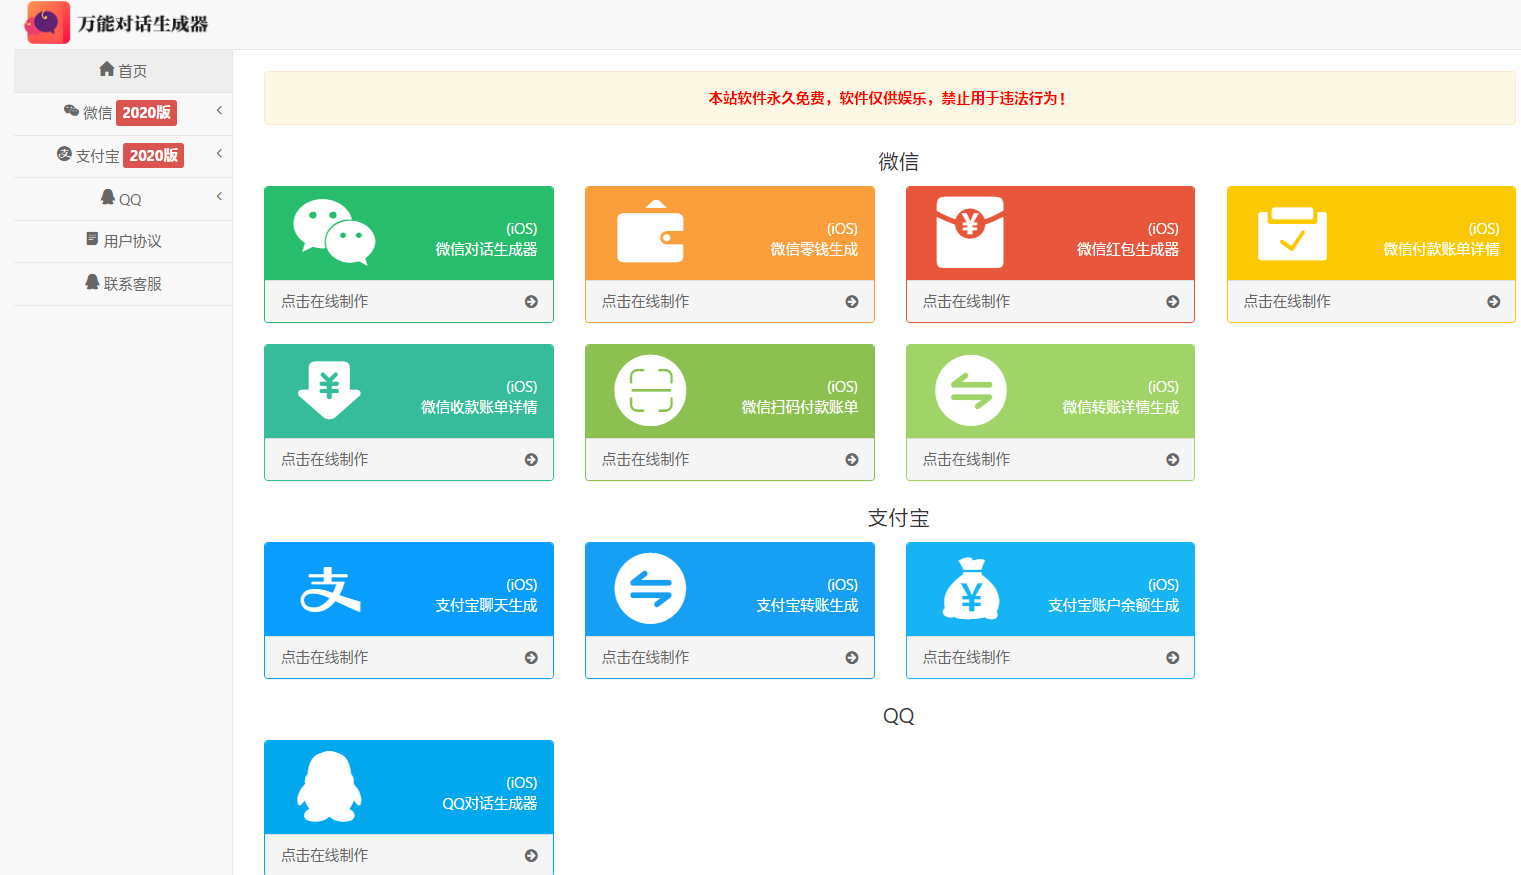 万能对话生成器
首页
微信 2020版
支付宝 2020版
QQ
用户协议
联系客服
本站软件永久免费，软件仅供娱乐，禁止用于违法行为！
微信
(iOS)
微信对话生成器
点击在线制作
(iOS)
微信零钱生成
点击在线制作
(iOS)
微信红包生成器
点击在线制作
(iOS)
微信付款账单详情
点击在线制作
(iOS)
微信收款账单详情
点击在线制作
(iOS)
微信扫码付款账单
点击在线制作
(iOS)
微信转账详情生成
点击在线制作
支付宝
(iOS)
支付宝聊天生成
点击在线制作
(iOS)
支付宝转账生成
点击在线制作
(iOS)
支付宝账户余额生成
点击在线制作
QQ
(iOS)
QQ对话生成器
点击在线制作